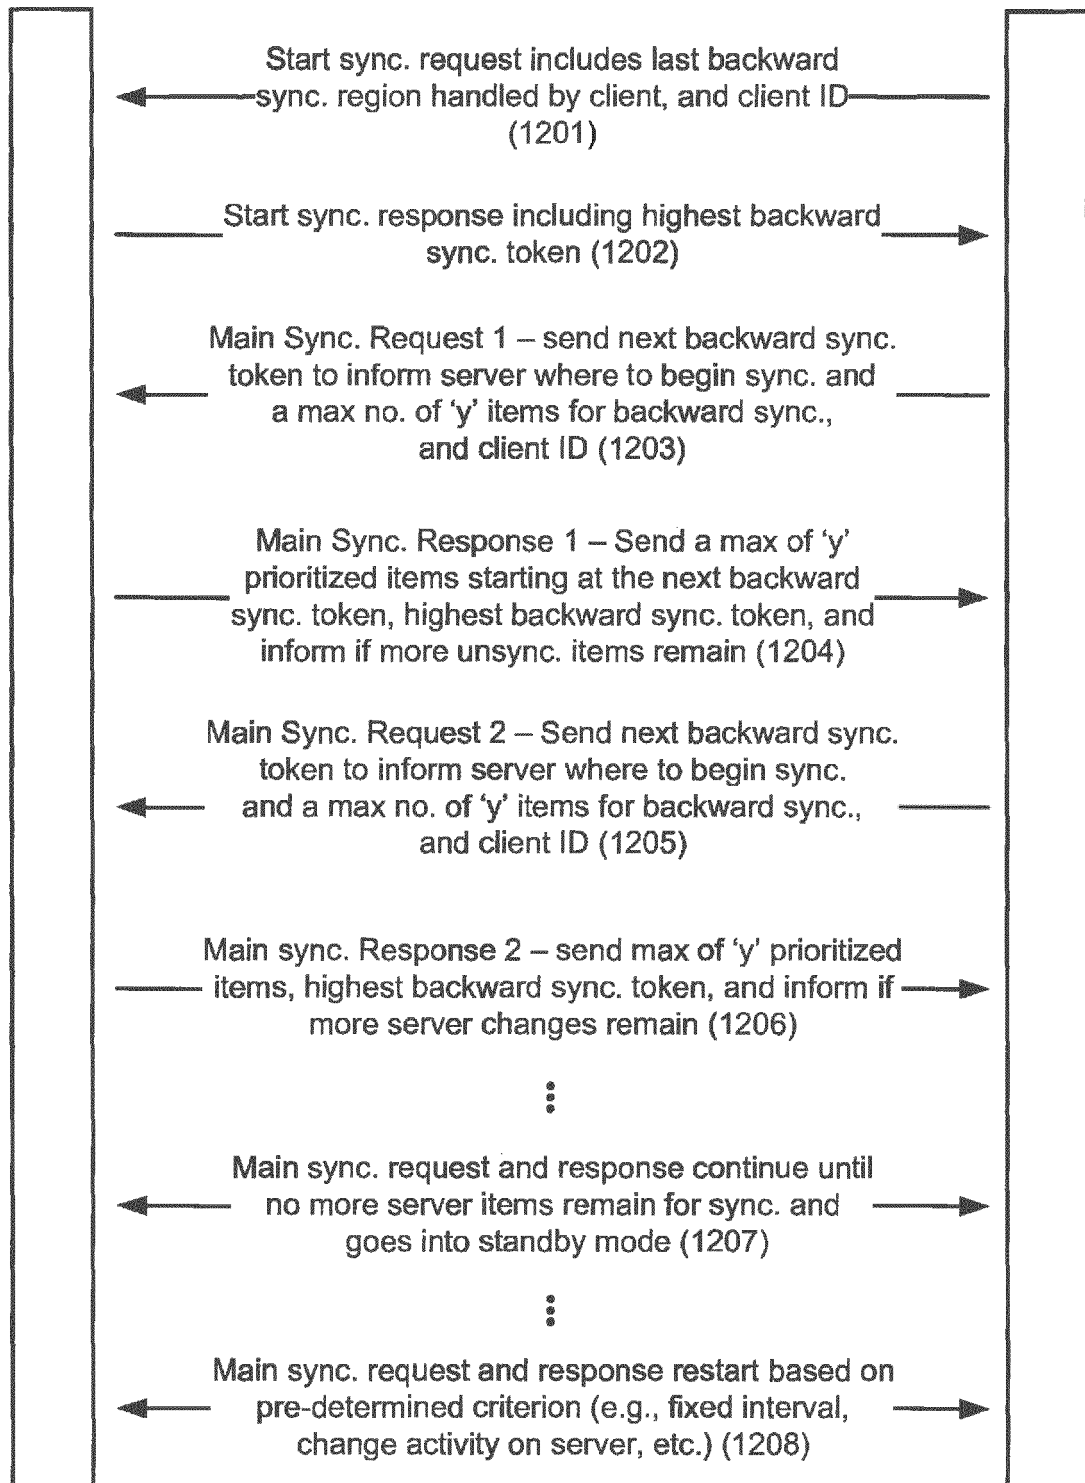 Start sync. request includes last backward
sync. region handled by client, and client ID
(1201)
Start sync. response including highest backward
sync. token (1202)
Main Sync. Request 1 – send next backward sync.
token to inform server where to begin sync. and
a max no. of ‘y’ items for backward sync.,
and client ID (1203)
Main Sync. Response 1 – Send a max of ‘y’
prioritized items starting at the next backward
sync. token, highest backward sync. token, and
inform if more unsync. items remain (1204)
Main Sync. Request 2 – Send next backward sync.
token to inform server where to begin sync.
and a max no. of ‘y’ items for backward sync.,
and client ID (1205)
Main sync. Response 2 – send max of ‘y’ prioritized
items, highest backward sync. token, and inform if
more server changes remain (1206)
Main sync. request and response continue until
no more server items remain for sync. and
goes into standby mode (1207)
Main sync. request and response restart based on
pre-determined criterion (e.g., fixed interval,
change activity on server, etc.) (1208)